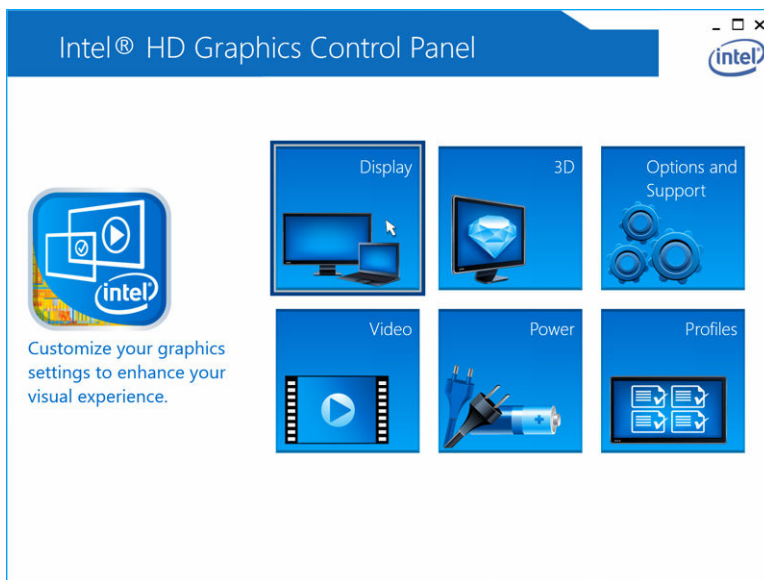 Intel® HD Graphics Control Panel
intel
Display
3D
Options and
Support
intel
Customize your graphics
settings to enhance your
visual experience.
Video
Power
Profiles